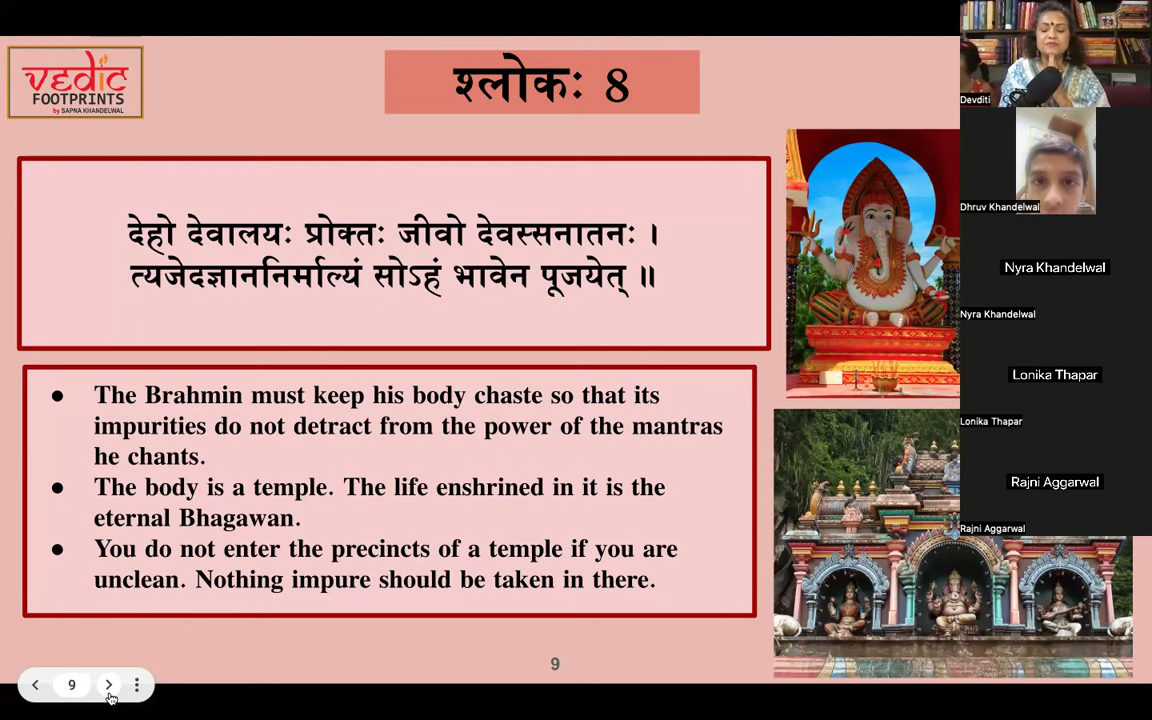 vedic
FOOTPRINTS
by SAPNA KHANDELWAL
श्लोकः 8
देहो देवालयः प्रोक्तः जीवो देवस्सनातनः ।
त्यजेदज्ञाननिर्माल्यं सोऽहं भावेन पूजयेत् ॥
● The Brahmin must keep his body chaste so that its
impurities do not detract from the power of the mantras
he chants.
● The body is a temple. The life enshrined in it is the
eternal Bhagawan.
● You do not enter the precincts of a temple if you are
unclean. Nothing impure should be taken in there.
9
9
Devditi
Dhruv Khandelwal
Nyra Khandelwal
Nyra Khandelwal
Lonika Thapar
Lonika Thapar
Rajni Aggarwal
Rajni Aggarwal